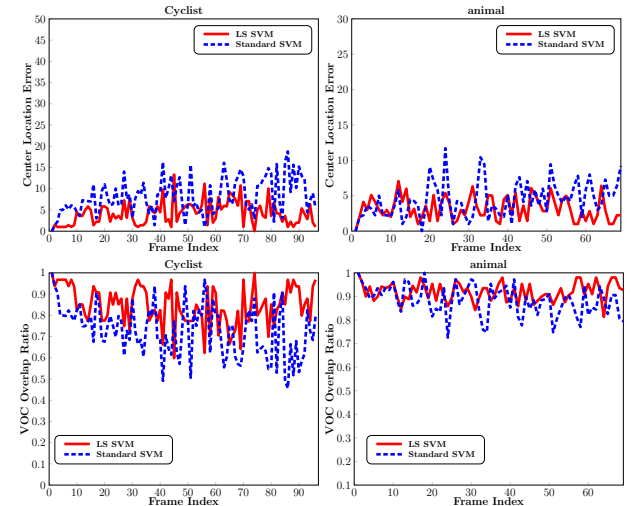 Cyclist
50
45
40
35
30
25
20
15
10
5
0
Center Location Error
LS SVM
Standard SVM
0 10 20 30 40 50 60 70 80 90
Frame Index
animal
30
25
20
15
10
5
0
Center Location Error
LS SVM
Standard SVM
0 10 20 30 40 50 60
Frame Index
Cyclist
1
0.9
0.8
0.7
0.6
0.5
0.4
0.3
0.2
0.1
0
VOC Overlap Ratio
LS SVM
Standard SVM
0 10 20 30 40 50 60 70 80 90
Frame Index
animal
1
0.9
0.8
0.7
0.6
0.5
0.4
0.3
0.2
0.1
VOC Overlap Ratio
LS SVM
Standard SVM
0 10 20 30 40 50 60
Frame Index